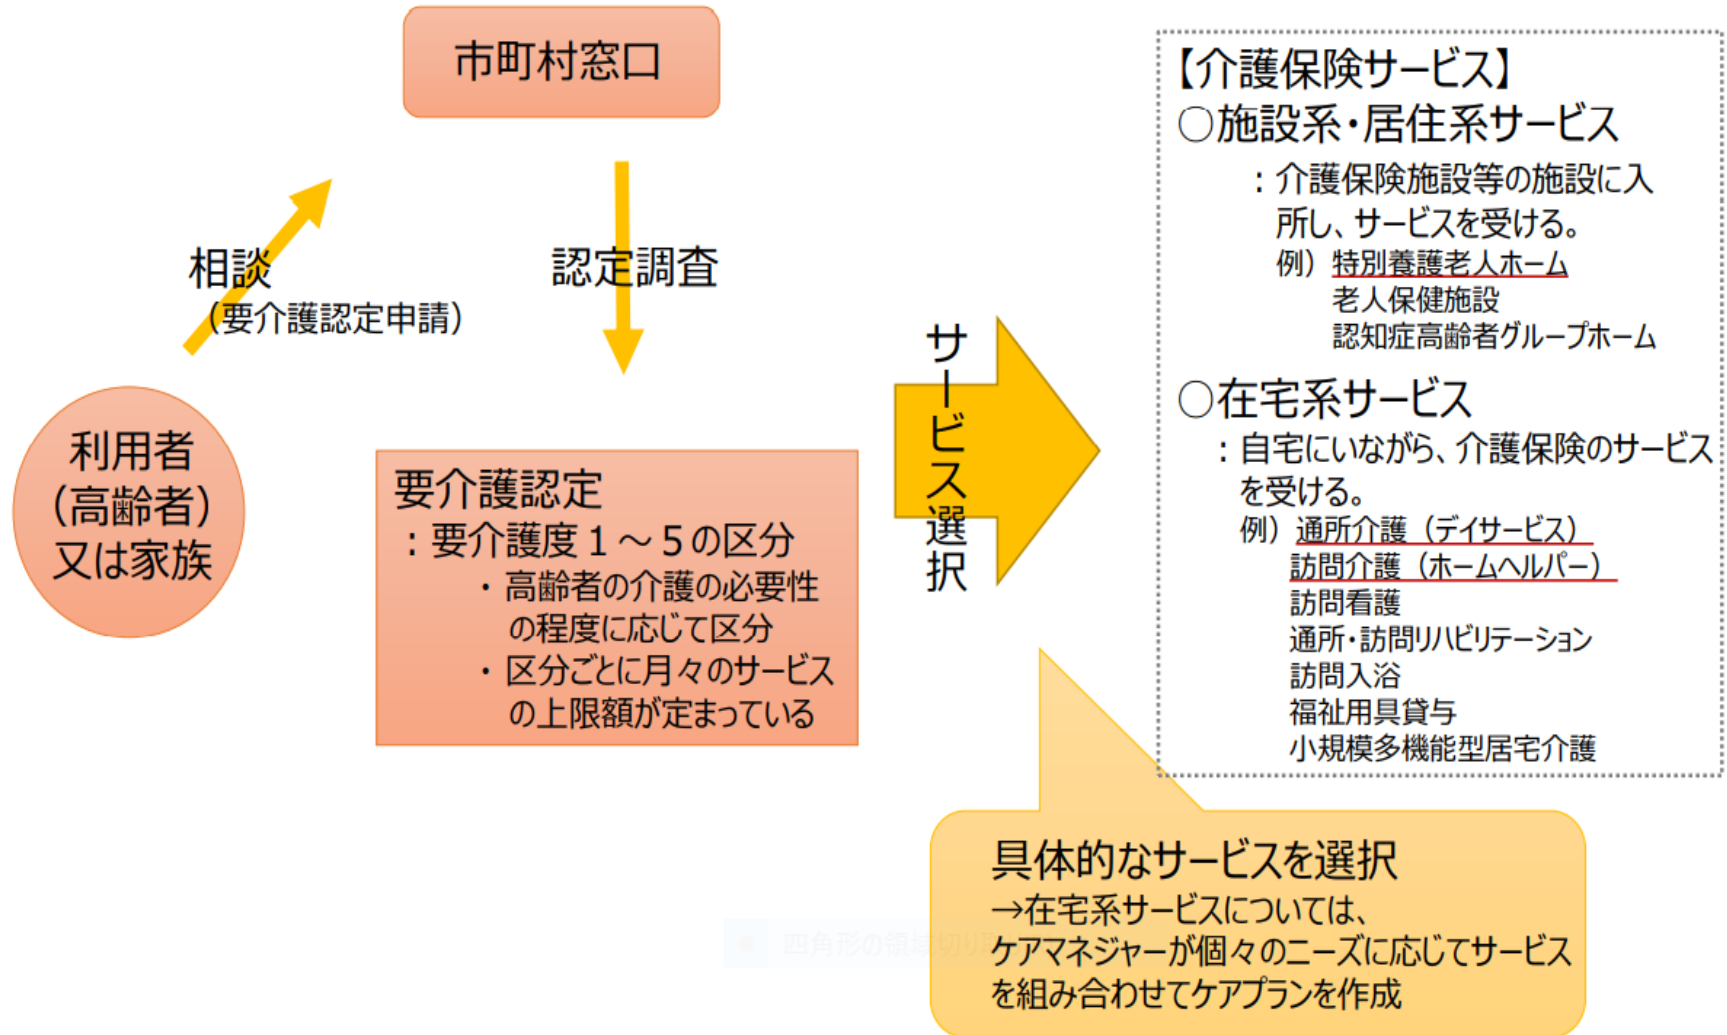 市町村窓口
相談
（要介護認定申請）
認定調査
利用者
（高齢者）
又は家族
要介護認定
：要介護度１～５の区分
・高齢者の介護の必要性
の程度に応じて区分
・区分ごとに月々のサービス
の上限額が定まっている
サービス選択
【介護保険サービス】
○施設系・居住系サービス
：介護保険施設等の施設に入
所し、サービスを受ける。
例）特別養護老人ホーム
老人保健施設
認知症高齢者グループホーム
○在宅系サービス
：自宅にいながら、介護保険のサービス
を受ける。
例）通所介護（デイサービス）
訪問介護（ホームヘルパー）
訪問看護
通所・訪問リハビリテーション
訪問入浴
福祉用具貸与
小規模多機能型居宅介護
具体的なサービスを選択
→在宅系サービスについては、
ケアマネジャーが個々のニーズに応じてサービス
を組み合わせてケアプランを作成
四角形の領域切り取